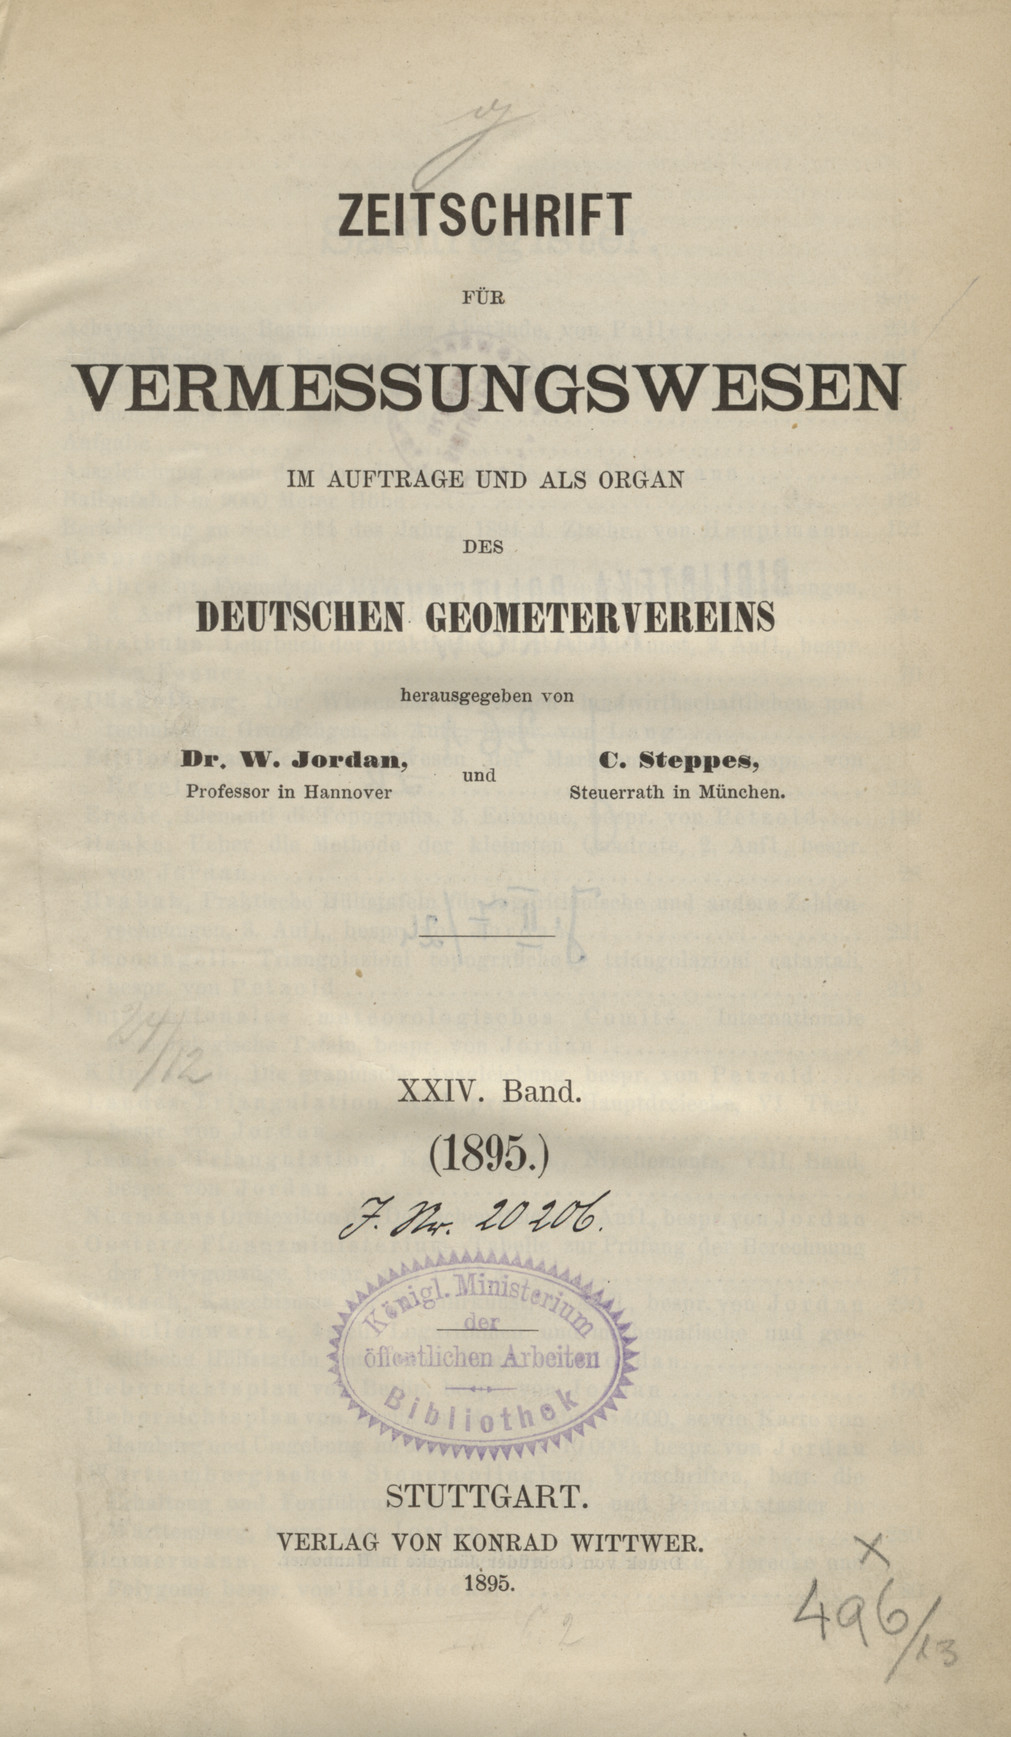 ZEITSCHRIFT
FÜR
VERMESSUNGSWESEN
IM AUFTRAGE UND ALS ORGAN
DES
DEUTSCHEN GEOMETERVEREINS
herausgegeben von
Dr. W. Jordan,
Professor in Hannover
und
C. Steppes,
Steuerrath in München.
24/12
XXIV. Band.
(1895.)
J. Nr. 20206.
Königl. Ministerium
der
öffentlichen Arbeiten
Bibliothek
STUTTGART.
VERLAG VON KONRAD WITTWER.
1895.
X
496/13